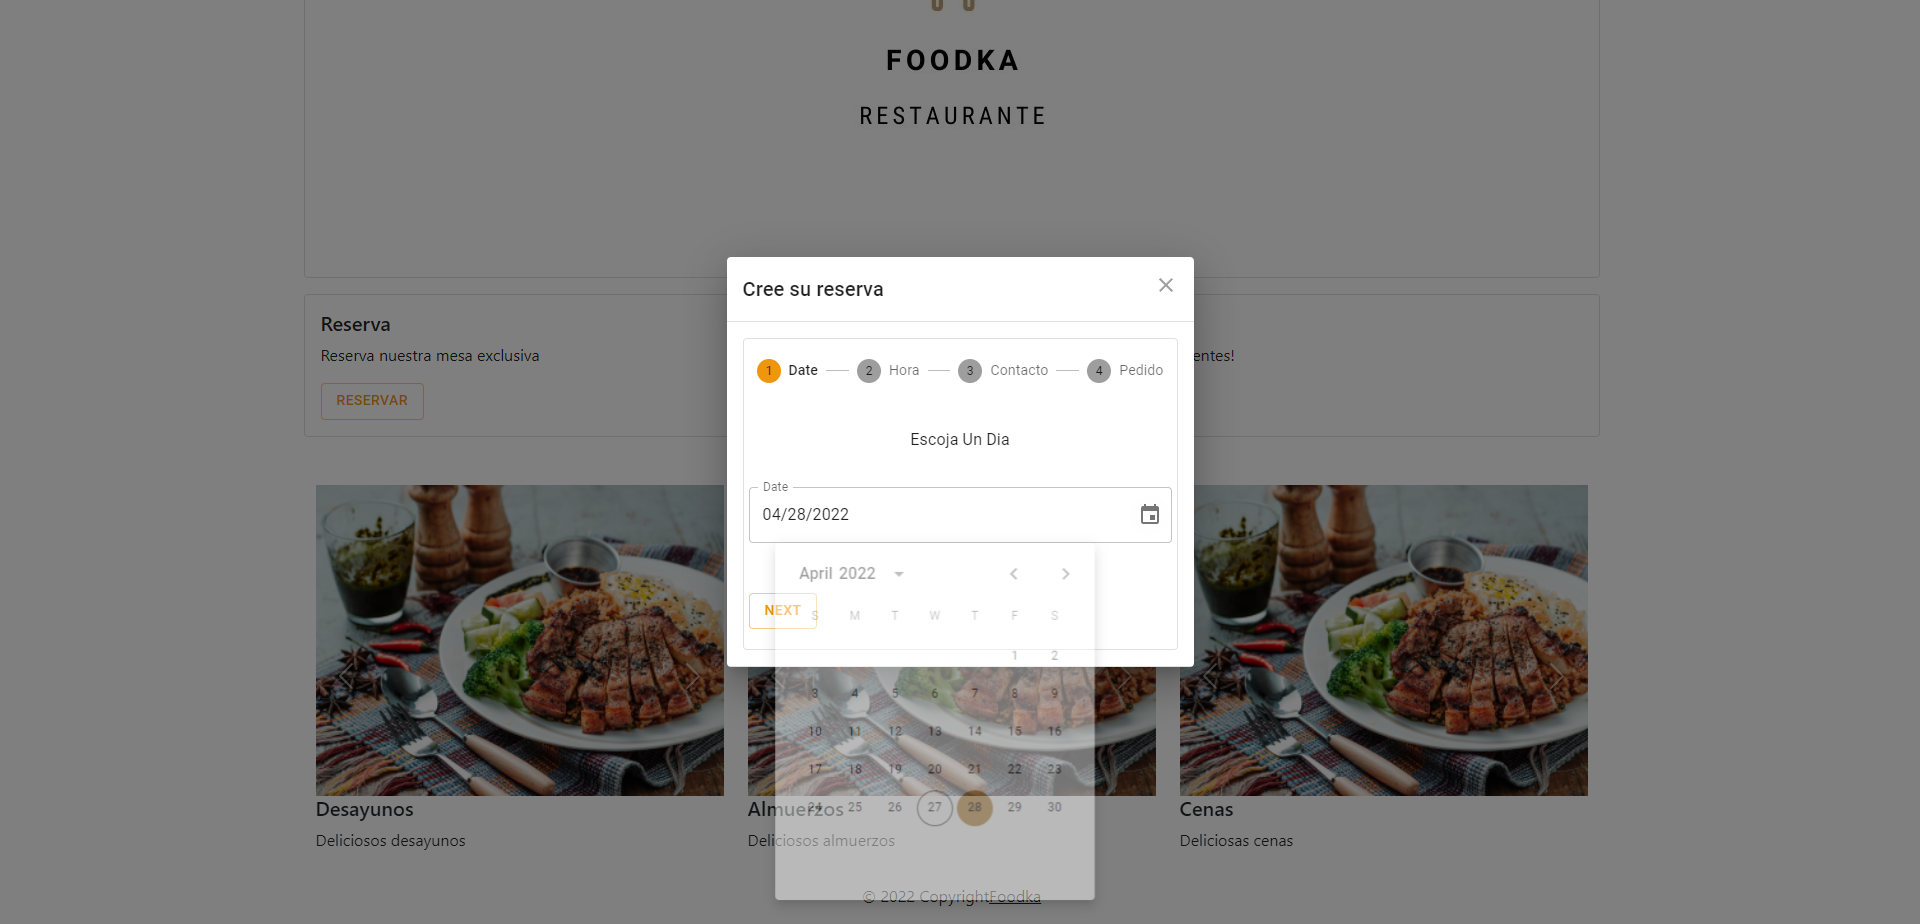 FOODKA
RESTAURANTE
Cree su reserva
Reserva
Reserva nuestra mesa exclusiva
entes!
RESERVAR
1 Date 2 Hora 3 Contacto 4 Pedido
Escoja Un Dia
Date
04/28/2022
April 2022
NEXT
S M T W T F S
1 2
3 4 5 6 7 8 9
10 11 12 13 14 15 16
17 18 19 20 21 22 23
24 25 26 27 28 29 30
Desayunos
Deliciosos desayunos
Almuerzos
Deliciosos almuerzos
Cenas
Deliciosas cenas
© 2022 CopyrightFoodka